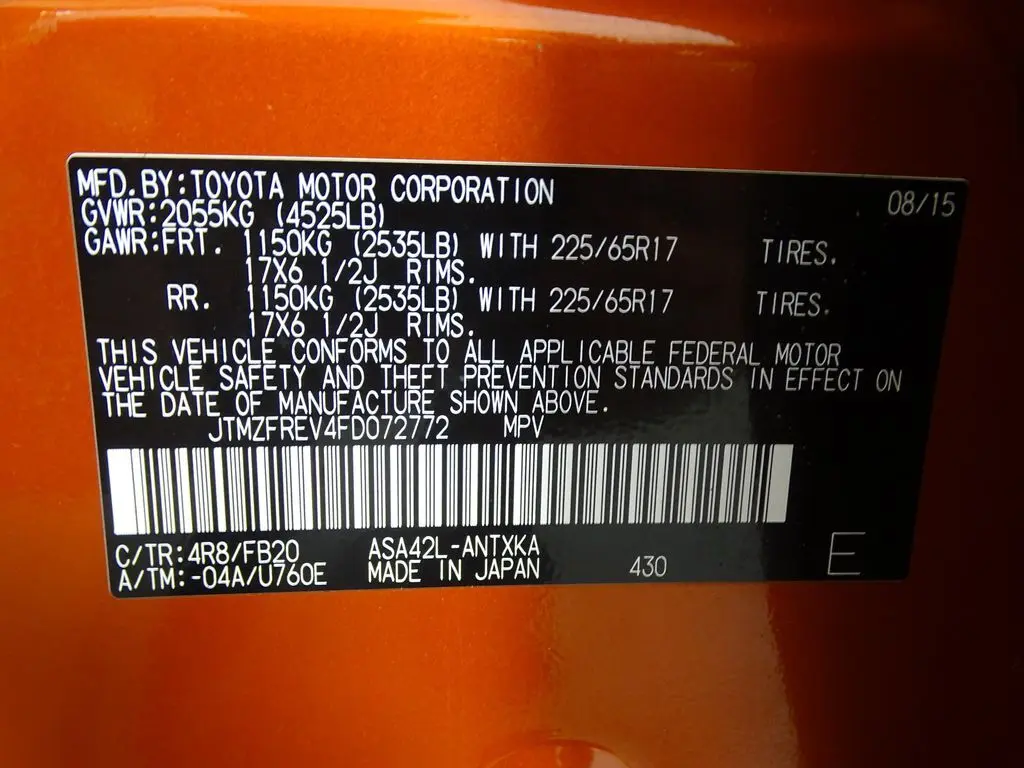 MFD.BY:TOYOTA MOTOR CORPORATION 08/15
GVWR:2055KG (4525LB)
GAWR:FRT. 1150KG (2535LB) WITH 225/65R17 TIRES.
17X6 1/2J RIMS.
RR. 1150KG (2535LB) WITH 225/65R17 TIRES.
17X6 1/2J RIMS.
THIS VEHICLE CONFORMS TO ALL APPLICABLE FEDERAL MOTOR
VEHICLE SAFETY AND THEFT PREVENTION STANDARDS IN EFFECT ON
THE DATE OF MANUFACTURE SHOWN ABOVE.
JTMZFREV4FD072772 MPV
C/TR:4R8/FB20 ASA42L-ANTXKA
A/TM:-04A/U760E MADE IN JAPAN 430 E